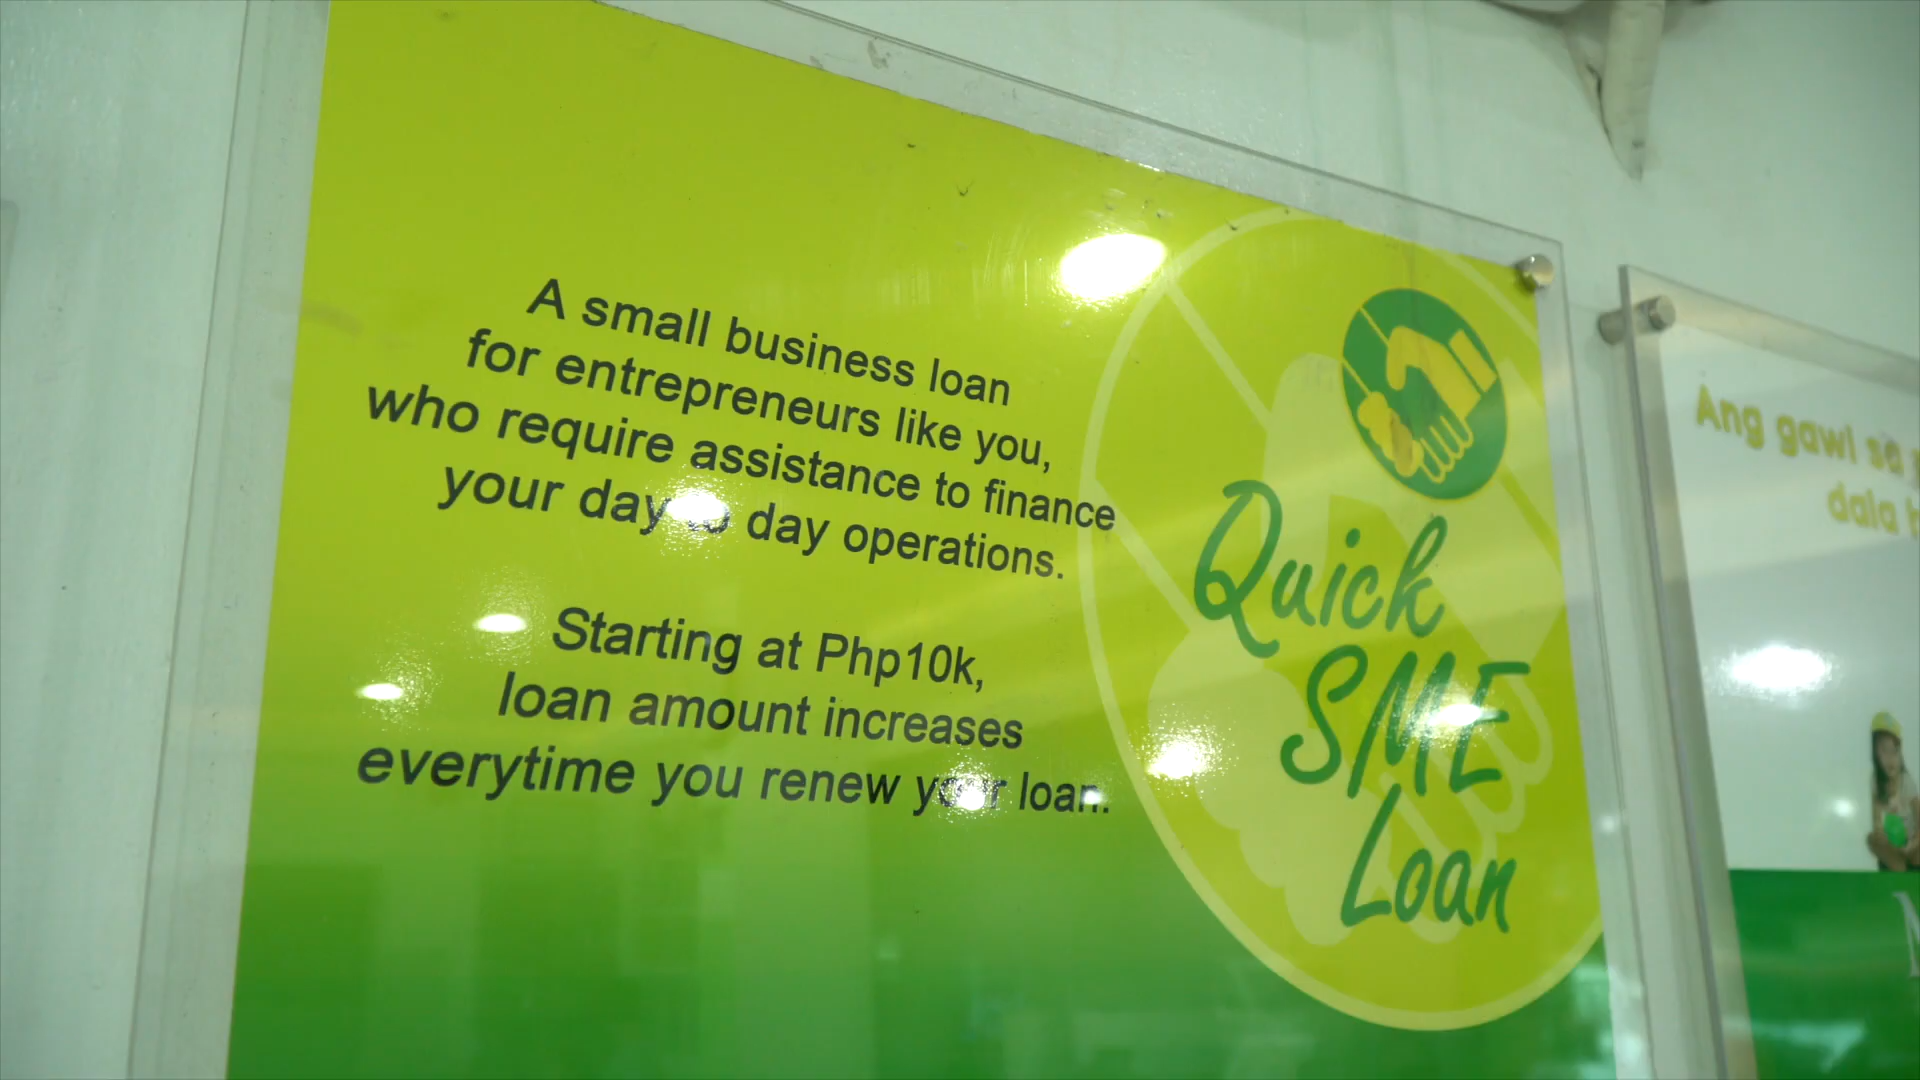 A small business loan
for entrepreneurs like you,
who require assistance to finance
your day to day operations.
Starting at Php10k,
loan amount increases
everytime you renew your loan.
Quick
SME
Loan
Ang gawi sa
dala